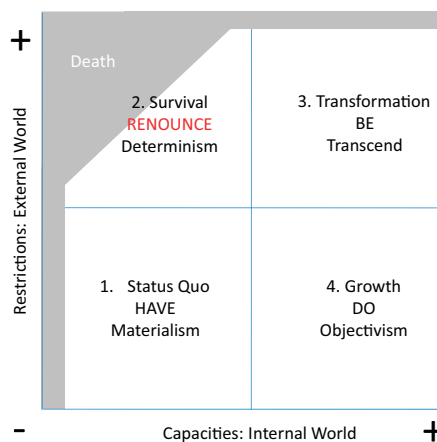 +
Death
2. Survival
RENOUNCE
Determinism
3. Transformation
BE
Transcend
Restrictions: External World
1. Status Quo
HAVE
Materialism
4. Growth
DO
Objectivism
-
Capacities: Internal World
+